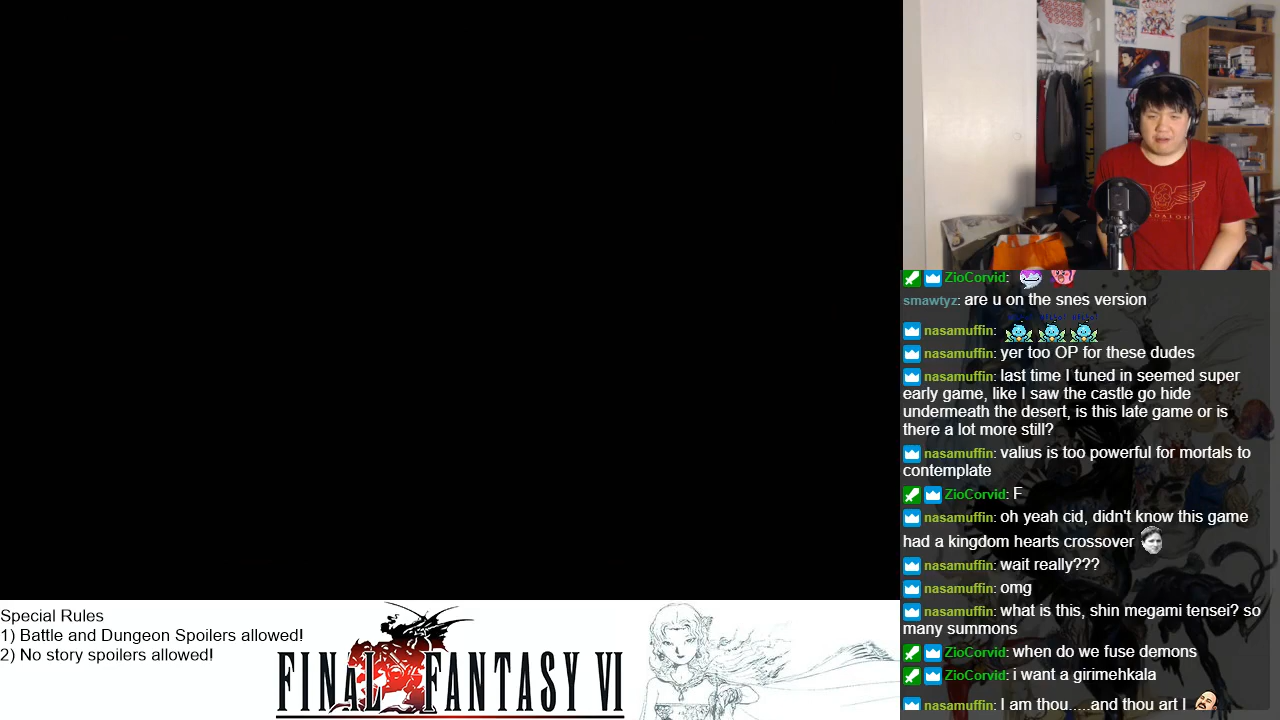 ZioCorvid:
smawtyz: are u on the snes version
nasamuffin:
nasamuffin: yer too OP for these dudes
nasamuffin: last time I tuned in seemed super
early game, like I saw the castle go hide
underneath the desert, is this late game or is
there a lot more still?
nasamuffin: valius is too powerful for mortals to
contemplate
ZioCorvid: F
nasamuffin: oh yeah cid, didn't know this game
had a kingdom hearts crossover
nasamuffin: wait really???
nasamuffin: omg
nasamuffin: what is this, shin megami tensei? so
many summons
ZioCorvid: when do we fuse demons
ZioCorvid: i want a girimehkala
nasamuffin: I am thou.....and thou art I
Special Rules
1) Battle and Dungeon Spoilers allowed!
2) No story spoilers allowed!
FINAL FANTASY VI